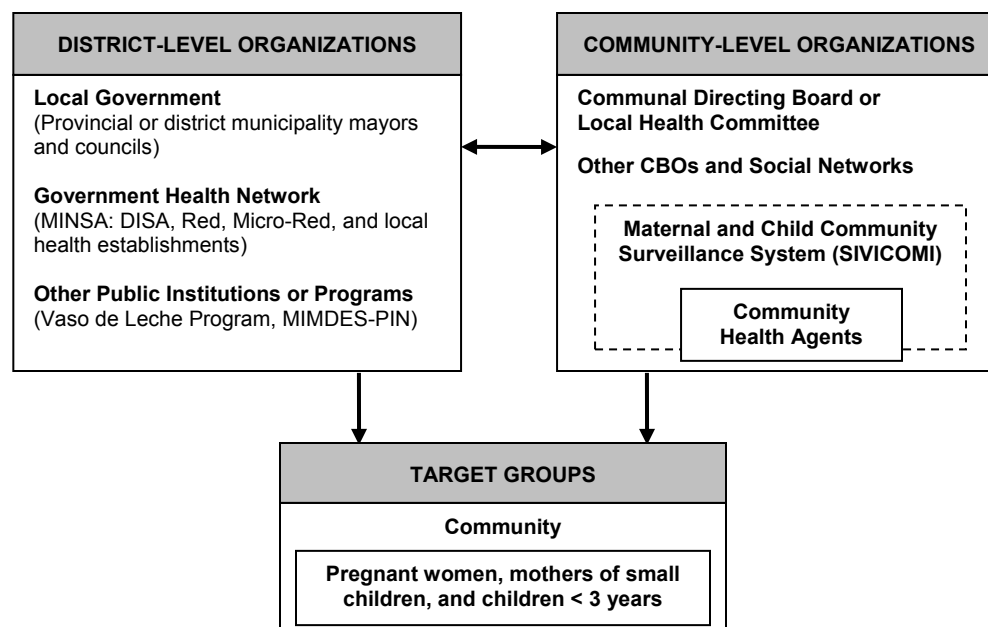 DISTRICT-LEVEL ORGANIZATIONS
Local Government
(Provincial or district municipality mayors
and councils)
Government Health Network
(MINSA: DISA, Red, Micro-Red, and local
health establishments)
Other Public Institutions or Programs
(Vaso de Leche Program, MIMDES-PIN)
COMMUNITY-LEVEL ORGANIZATIONS
Communal Directing Board or
Local Health Committee
Other CBOs and Social Networks
Maternal and Child Community
Surveillance System (SIVICOMI)
Community
Health Agents
TARGET GROUPS
Community
Pregnant women, mothers of small
children, and children < 3 years